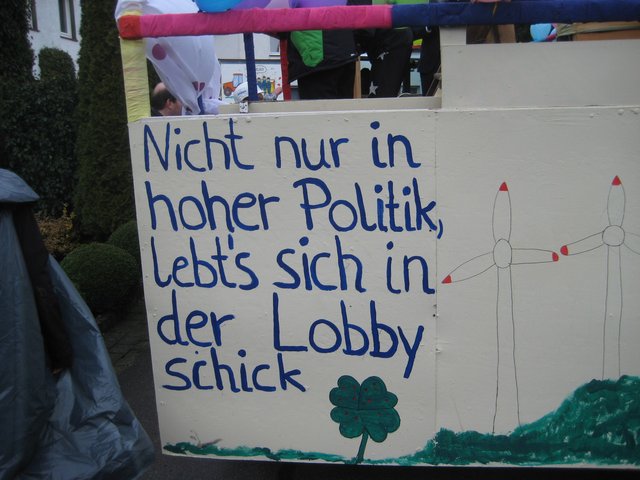 Nicht nur in
hoher Politik,
lebt's sich in
der Lobby
schick